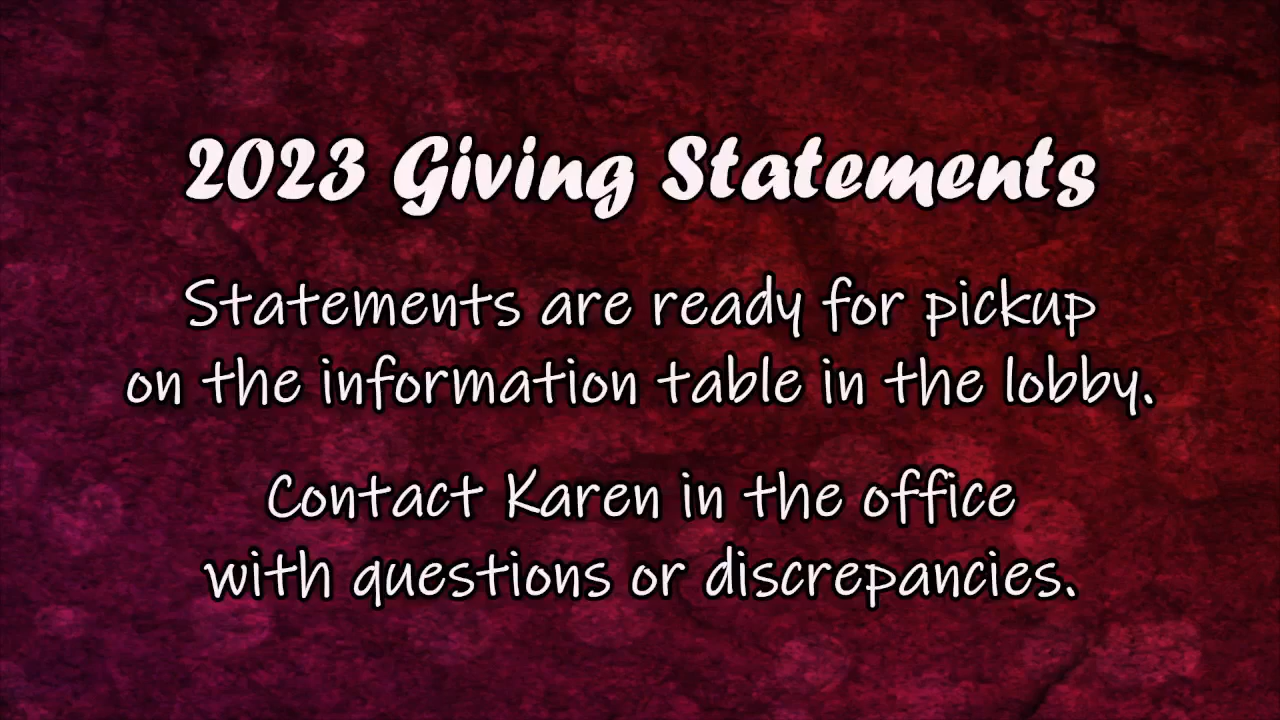 2023 Giving Statements
Statements are ready for pickup
on the information table in the lobby.
Contact Karen in the office
with questions or discrepancies.